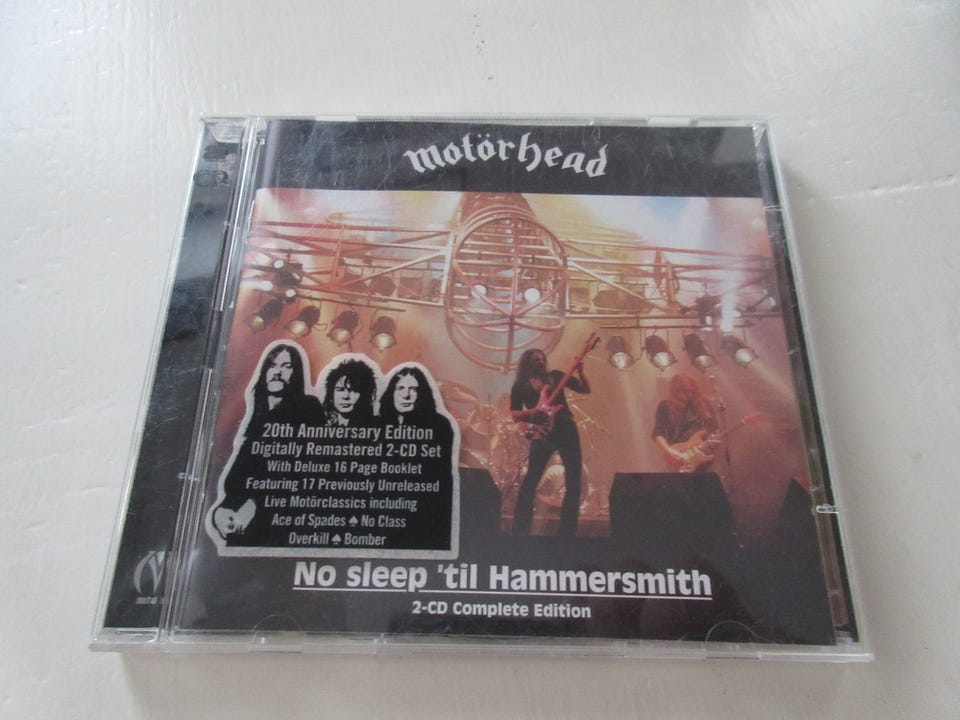 motörhead
20th Anniversary Edition
Digitally Remastered 2-CD Set
With Deluxe 16 Page Booklet
Featuring 17 Previously Unreleased
Live Motörclassics including
Ace of Spades ♠ No Class
Overkill ♠ Bomber
No sleep 'til Hammersmith
2-CD Complete Edition